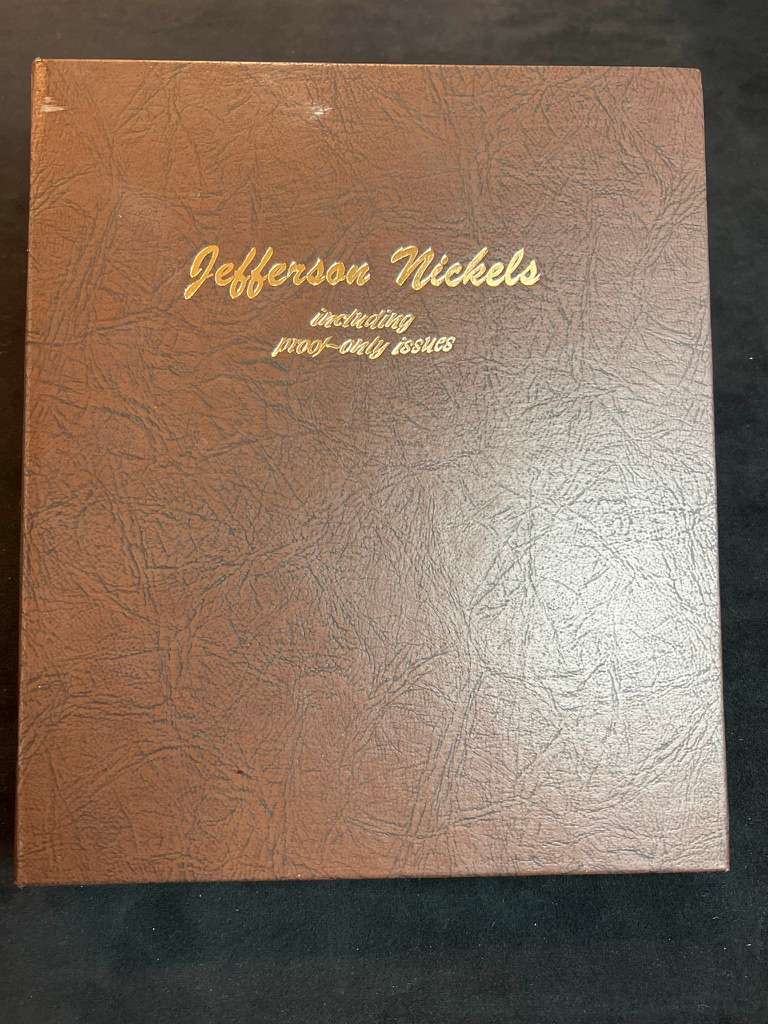 Jefferson Nickels
including
proof-only issues